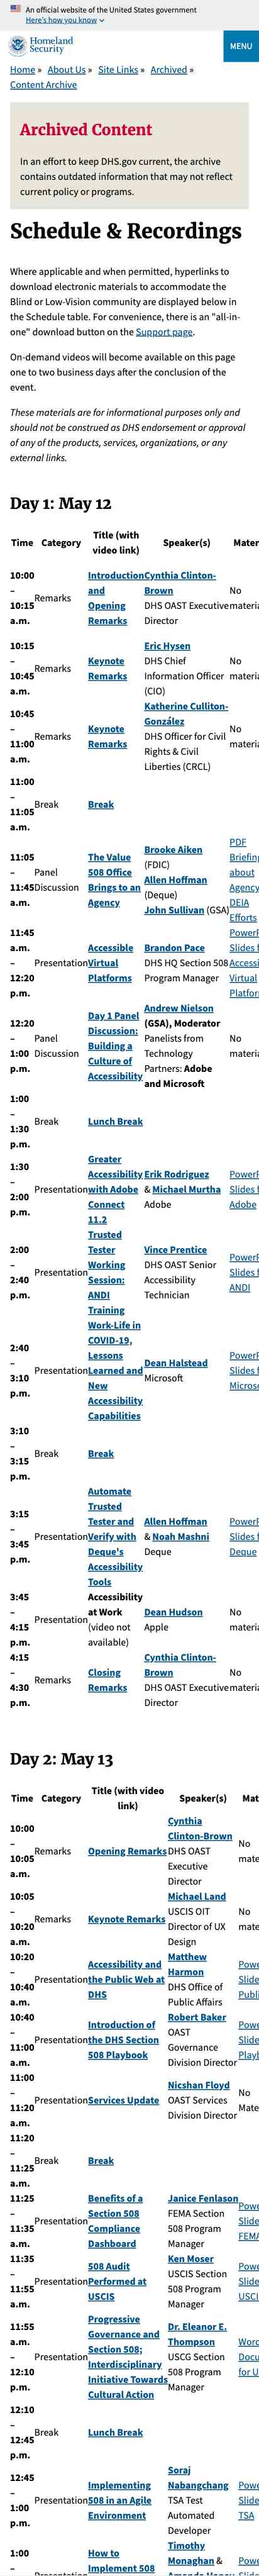 An official website of the United States government
Here's how you know
Homeland
Security
MENU
Home » About Us » Site Links » Archived »
Content Archive
Archived Content
In an effort to keep DHS.gov current, the archive
contains outdated information that may not reflect
current policy or programs.
Schedule & Recordings
Where applicable and when permitted, hyperlinks to
download electronic materials to accommodate the
Blind or Low-Vision community are displayed below in
the Schedule table. For convenience, there is an "all-in-
one" download button on the Support page.
On-demand videos will become available on this page
one to two business days after the conclusion of the
event.
These materials are for informational purposes only and
should not be construed as DHS endorsement or approval
of any of the products, services, organizations, or any
external links.
Day 1: May 12
Time Category Title (with video link) Speaker(s) Mater
10:00 – 10:15 a.m. Remarks Introduction and Opening Remarks Cynthia Clinton-Brown DHS OAST Executive Director No materia
10:15 – 10:45 a.m. Remarks Keynote Remarks Eric Hysen DHS Chief Information Officer (CIO) No materia
10:45 – 11:00 a.m. Remarks Keynote Remarks Katherine Culliton-González DHS Officer for Civil Rights & Civil Liberties (CRCL) No materia
11:00 – 11:05 a.m. Break Break
11:05 – 11:45 a.m. Panel Discussion The Value 508 Office Brings to an Agency Brooke Aiken (FDIC) Allen Hoffman (Deque) John Sullivan (GSA) PDF Briefing about Agency DEIA Efforts
11:45 a.m. – 12:20 p.m. Presentation Accessible Virtual Platforms Brandon Pace DHS HQ Section 508 Program Manager PowerP Slides f Accessi Virtual Platfor
12:20 – 1:00 p.m. Panel Discussion Day 1 Panel Discussion: Building a Culture of Accessibility Andrew Nielson (GSA), Moderator Panelists from Technology Partners: Adobe and Microsoft No materia
1:00 – 1:30 p.m. Break Lunch Break
1:30 – 2:00 p.m. Presentation Greater Accessibility with Adobe Connect 11.2 Erik Rodriguez & Michael Murtha Adobe PowerP Slides f Adobe
2:00 – 2:40 p.m. Presentation Trusted Tester Working Session: ANDI Training Vince Prentice DHS OAST Senior Accessibility Technician PowerP Slides f ANDI
2:40 – 3:10 p.m. Presentation Work-Life in COVID-19, Lessons Learned and New Accessibility Capabilities Dean Halstead Microsoft PowerP Slides f Microso
3:10 – 3:15 p.m. Break Break
3:15 – 3:45 p.m. Presentation Automate Trusted Tester and Verify with Deque's Accessibility Tools Allen Hoffman & Noah Mashni Deque PowerP Slides f Deque
3:45 – 4:15 p.m. Presentation Accessibility at Work (video not available) Dean Hudson Apple No materia
4:15 – 4:30 p.m. Remarks Closing Remarks Cynthia Clinton-Brown DHS OAST Executive Director No materia
Day 2: May 13
Time Category Title (with video link) Speaker(s) Mat
10:00 – 10:05 a.m. Remarks Opening Remarks Cynthia Clinton-Brown DHS OAST Executive Director No mate
10:05 – 10:20 a.m. Remarks Keynote Remarks Michael Land USCIS OIT Director of UX Design No mate
10:20 – 10:40 a.m. Presentation Accessibility and the Public Web at DHS Matthew Harmon DHS Office of Public Affairs Powe Slide Publi
10:40 – 11:00 a.m. Presentation Introduction of the DHS Section 508 Playbook Robert Baker OAST Governance Division Director Powe Slide Playb
11:00 – 11:20 a.m. Presentation Services Update Nicshan Floyd OAST Services Division Director No Mate
11:20 – 11:25 a.m. Break Break
11:25 – 11:35 a.m. Presentation Benefits of a Section 508 Compliance Dashboard Janice Fenlason FEMA Section 508 Program Manager Powe Slide FEMA
11:35 – 11:55 a.m. Presentation 508 Audit Performed at USCIS Ken Moser USCIS Section 508 Program Manager Powe Slide USCI
11:55 a.m. – 12:10 p.m. Presentation Progressive Governance and Section 508; Interdisciplinary Initiative Towards Cultural Action Dr. Eleanor E. Thompson USCG Section 508 Program Manager Word Docu for U
12:10 – 12:45 p.m. Break Lunch Break
12:45 – 1:00 p.m. Presentation Implementing 508 in an Agile Environment Soraj Nabangchang TSA Test Automated Developer Powe Slide TSA
1:00 – How to Implement 508 Timothy Monaghan & Powe